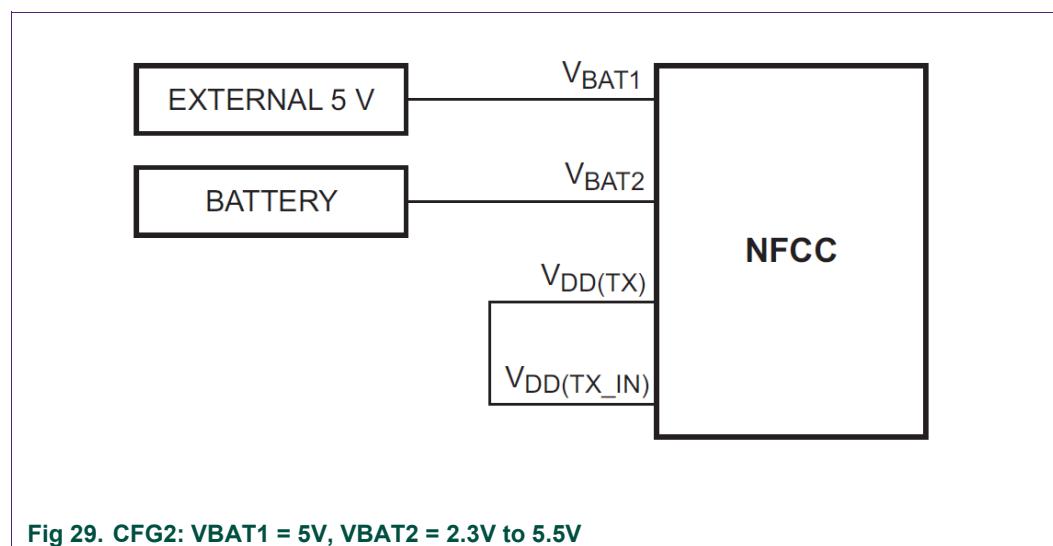 EXTERNAL 5 V
VBAT1
BATTERY
VBAT2
NFCC
VDD(TX)
VDD(TX_IN)
Fig 29. CFG2: VBAT1 = 5V, VBAT2 = 2.3V to 5.5V